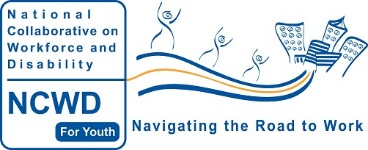 National
Collaborative on
Workforce and
Disability
NCWD
For Youth
Navigating the Road to Work